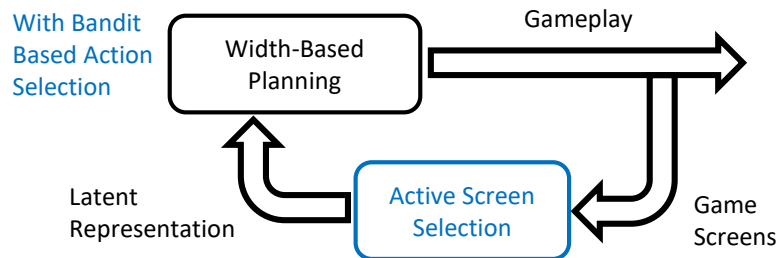 With Bandit
Based Action
Selection
Width-Based
Planning
Gameplay
Latent
Representation
Active Screen
Selection
Game
Screens